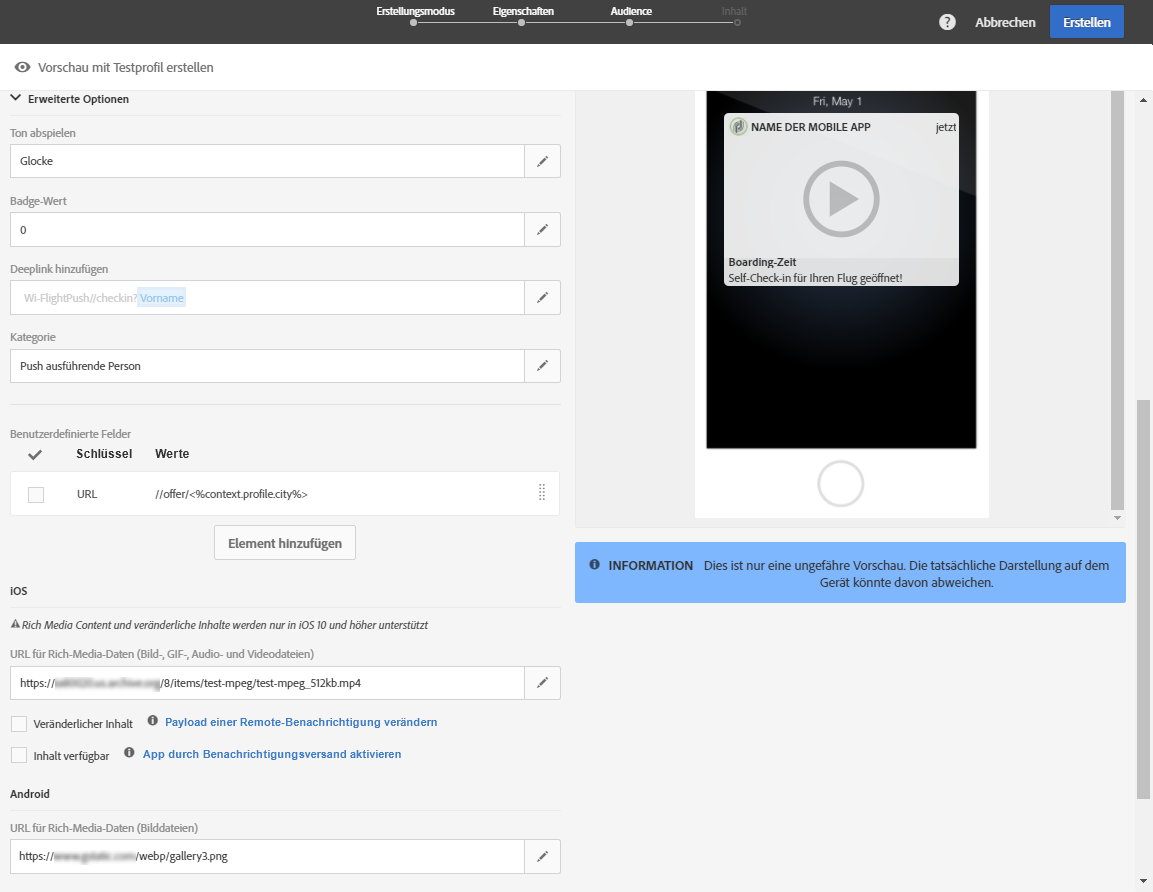 Erstellungsmodus
Eigenschaften
Audience
Inhalt
?
Abbrechen
Erstellen
Vorschau mit Testprofil erstellen
Erweiterte Optionen
Ton abspielen
Glocke
Badge-Wert
0
Deeplink hinzufügen
Wi-FlightPush//checkin? Vorname
Kategorie
Push ausführende Person
Benutzerdefinierte Felder
Schlüssel Werte
URL //offer/<%context.profile.city%>
Element hinzufügen
iOS
Rich Media Content und veränderliche Inhalte werden nur in iOS 10 und höher unterstützt
URL für Rich-Media-Daten (Bild-, GIF-, Audio- und Videodateien)
https:// /8/items/test-mpeg/test-mpeg_512kb.mp4
Veränderlicher Inhalt Payload einer Remote-Benachrichtigung verändern
Inhalt verfügbar App durch Benachrichtigungsversand aktivieren
Android
URL für Rich-Media-Daten (Bilddateien)
https:// /webp/gallery3.png
Fri, May 1
NAME DER MOBILE APP jetzt
Boarding-Zeit
Self-Check-in für Ihren Flug geöffnet!
INFORMATION Dies ist nur eine ungefähre Vorschau. Die tatsächliche Darstellung auf dem
Gerät könnte davon abweichen.